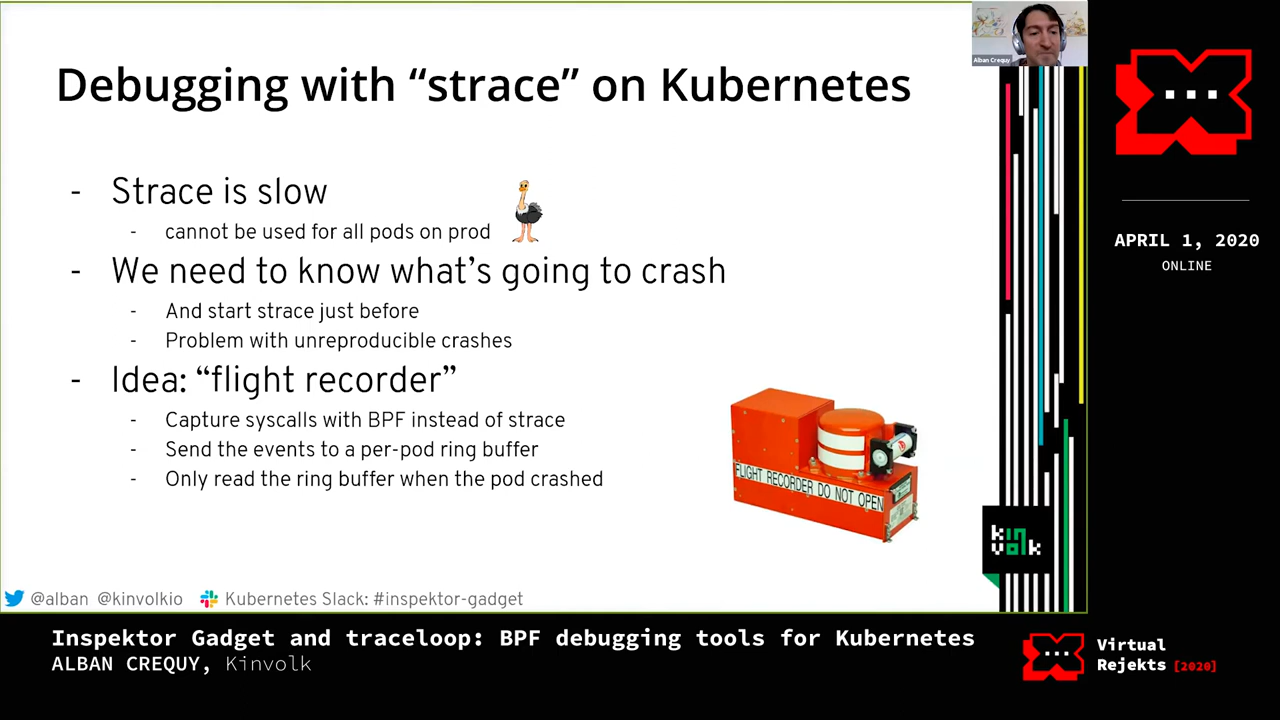 Debugging with “strace” on Kubernetes
- Strace is slow
- cannot be used for all pods on prod
- We need to know what’s going to crash
- And start strace just before
- Problem with unreproducible crashes
- Idea: “flight recorder”
- Capture syscalls with BPF instead of strace
- Send the events to a per-pod ring buffer
- Only read the ring buffer when the pod crashed
FLIGHT RECORDER DO NOT OPEN
@alban @kinvolkio Kubernetes Slack: #inspektor-gadget
Alban Crequy
kin
volk
APRIL 1, 2020
ONLINE
Inspektor Gadget and traceloop: BPF debugging tools for Kubernetes
ALBAN CREQUY, Kinvolk
Virtual
Rejekts [2020]